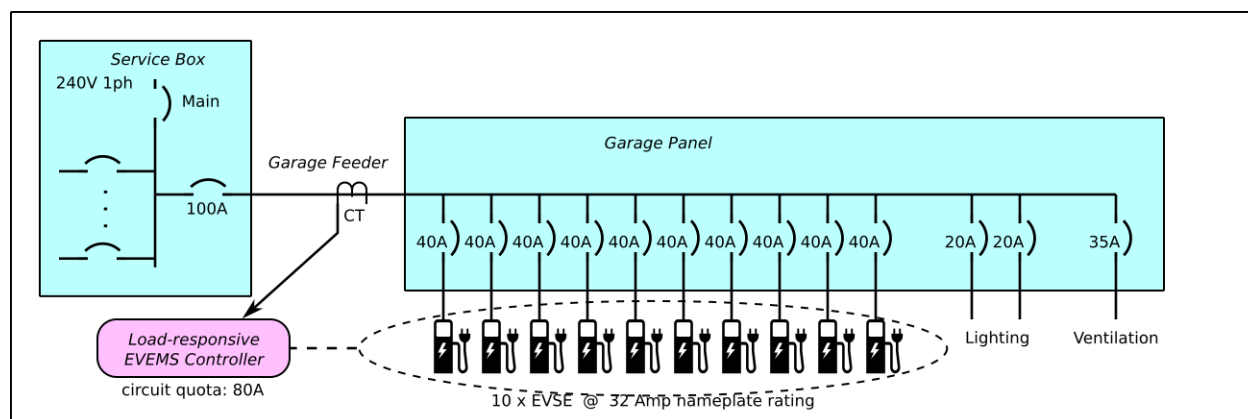 Service Box
240V 1ph
Main
100A
Garage Feeder
CT
Garage Panel
40A 40A 40A 40A 40A 40A 40A 40A 40A 40A 20A 20A 35A
Load-responsive
EVEMS Controller
circuit quota: 80A
Lighting
Ventilation
10 x EVSE @ 32 Amp nameplate rating